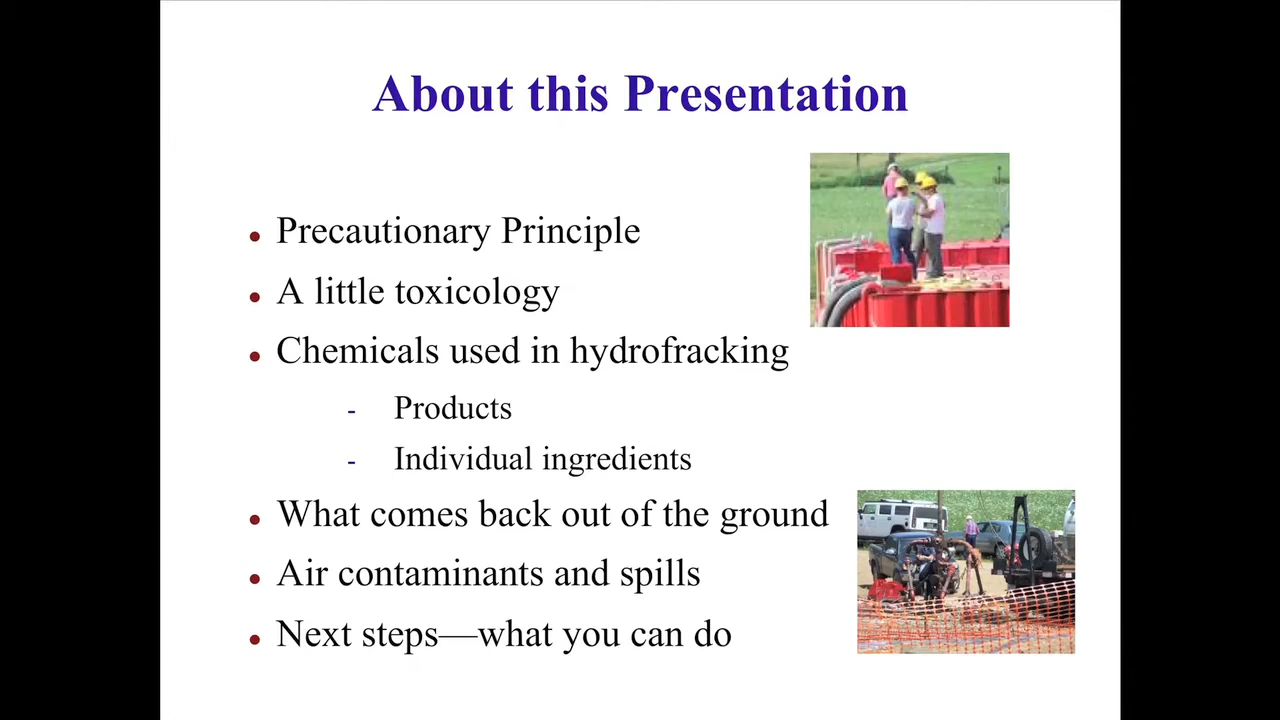 About this Presentation
Precautionary Principle
A little toxicology
Chemicals used in hydrofracking
- Products
- Individual ingredients
What comes back out of the ground
Air contaminants and spills
Next steps—what you can do